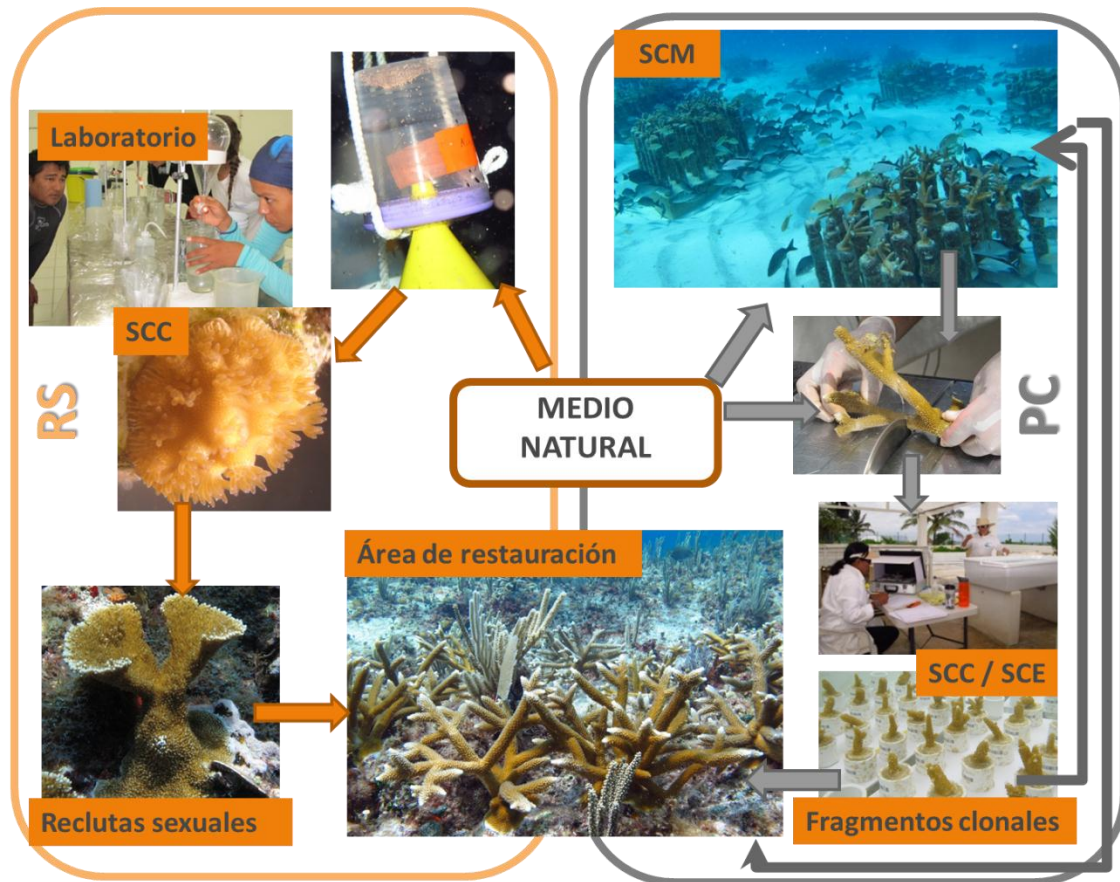 SCM
Laboratorio
SCC
RS
MEDIO
NATURAL
PC
Área de restauración
SCC / SCE
Reclutas sexuales
Fragmentos clonales